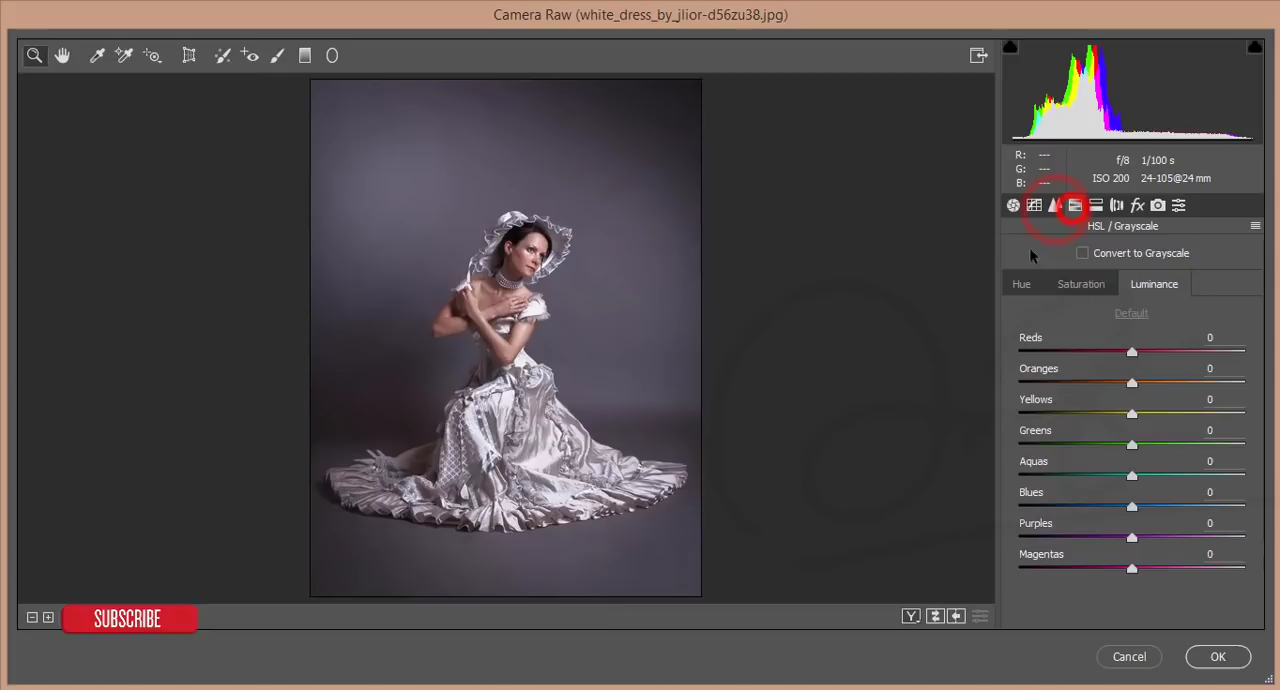 Camera Raw (white_dress_by_jlior-d56zu38.jpg)
R: ---
G: ---
B: ---
f/8 1/100 s
ISO 200 24-105@24 mm
fx
HSL / Grayscale
Convert to Grayscale
Hue Saturation Luminance
Default
Reds 0
Oranges 0
Yellows 0
Greens 0
Aquas 0
Blues 0
Purples 0
Magentas 0
Y
SUBSCRIBE
Cancel OK